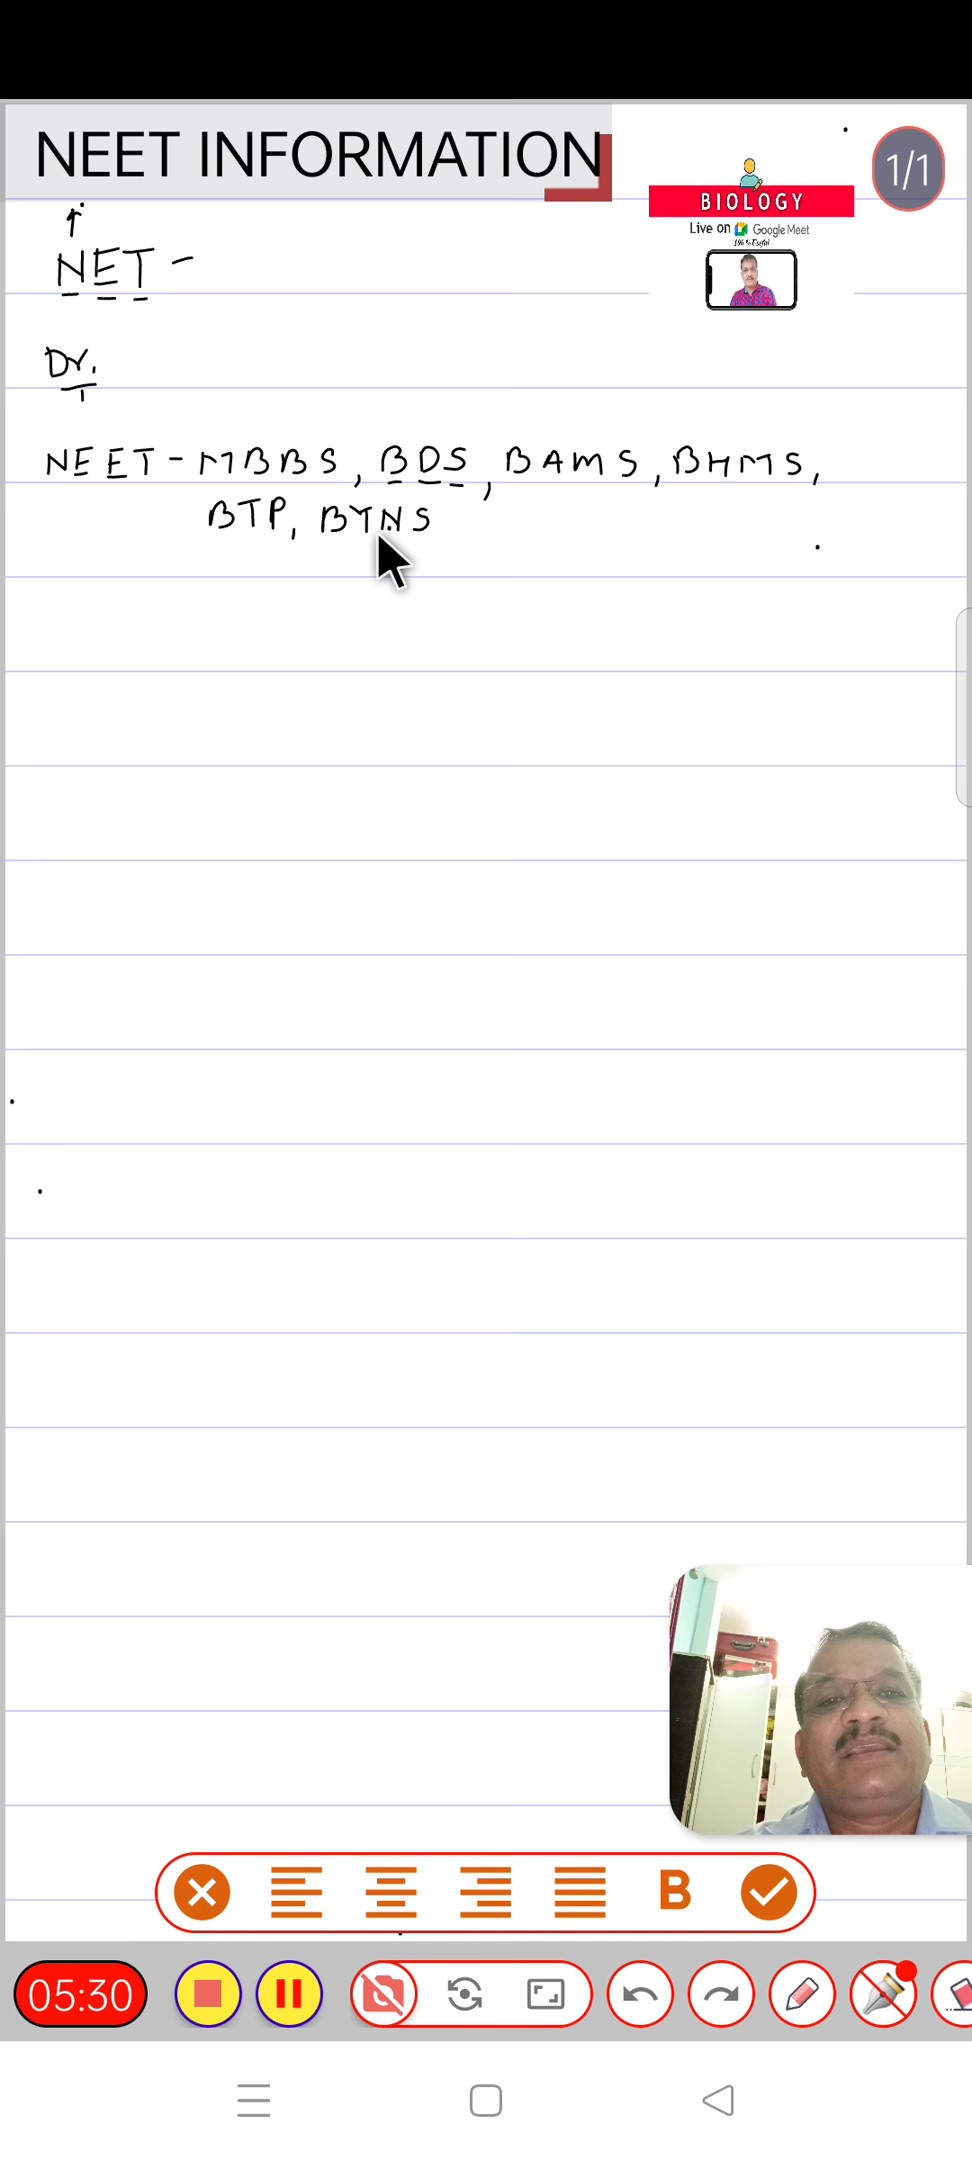 NEET INFORMATION
1/1
BIOLOGY
Live on Google Meet
NET -
Dr.
NEET - MBBS, BDS, BAMS, BHMS,
BTP, BYNS
B
05:30